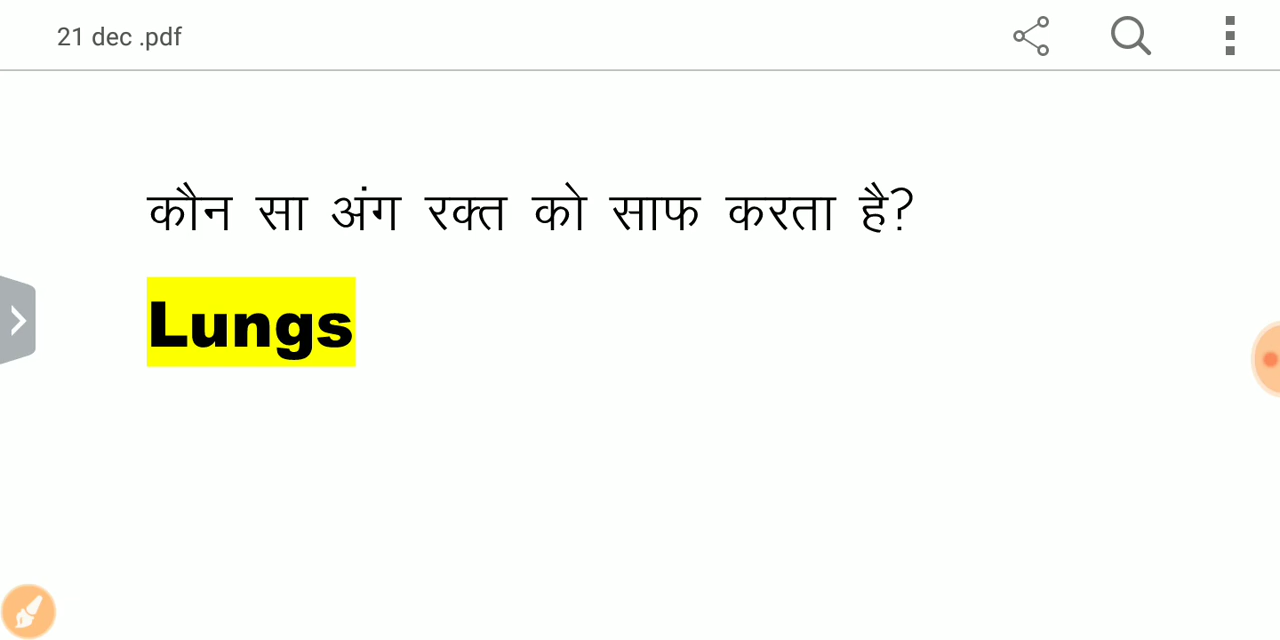 21 dec .pdf
कौन सा अंग रक्त को साफ करता है?
Lungs